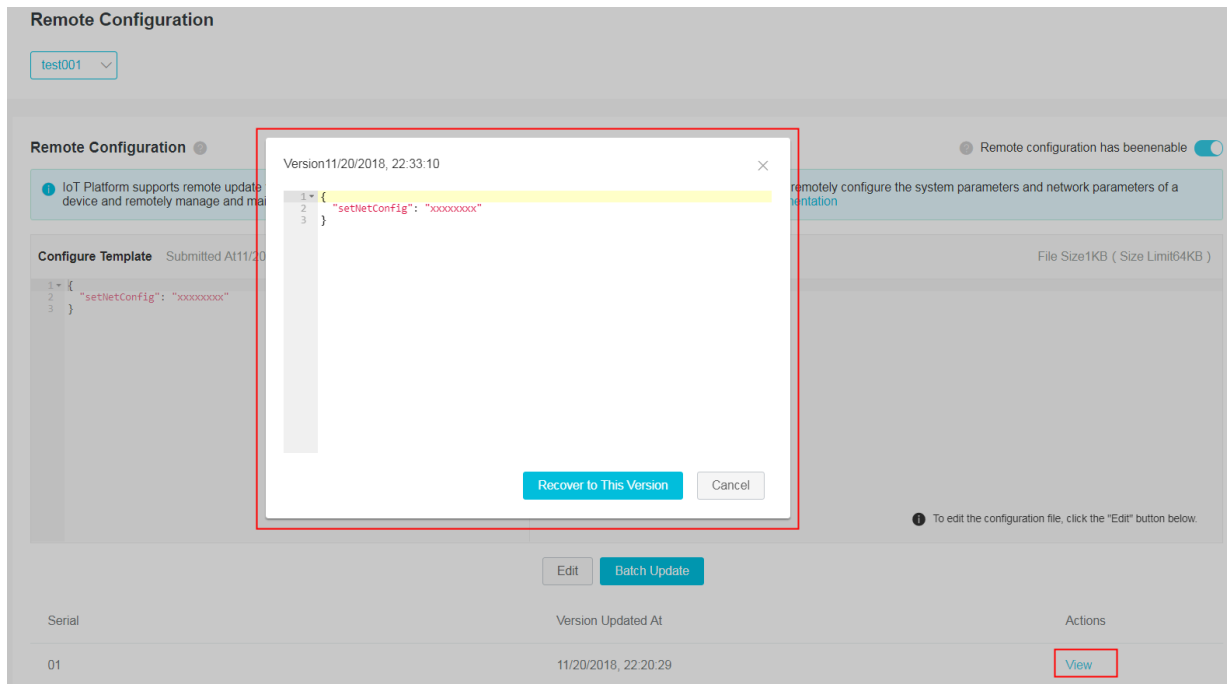 Remote Configuration
test001
Remote Configuration
Remote configuration has beenenable
IoT Platform supports remote update
remotely configure the system parameters and network parameters of a
device and remotely manage and mai
entation
Configure Template Submitted At11/20
File Size1KB ( Size Limit64KB )
1 {
2 "setNetConfig": "xxxxxxxx"
3 }
Version11/20/2018, 22:33:10
1 {
2 "setNetConfig": "xxxxxxxx"
3 }
Recover to This Version
Cancel
To edit the configuration file, click the "Edit" button below.
Edit
Batch Update
Serial Version Updated At Actions
01 11/20/2018, 22:20:29 View